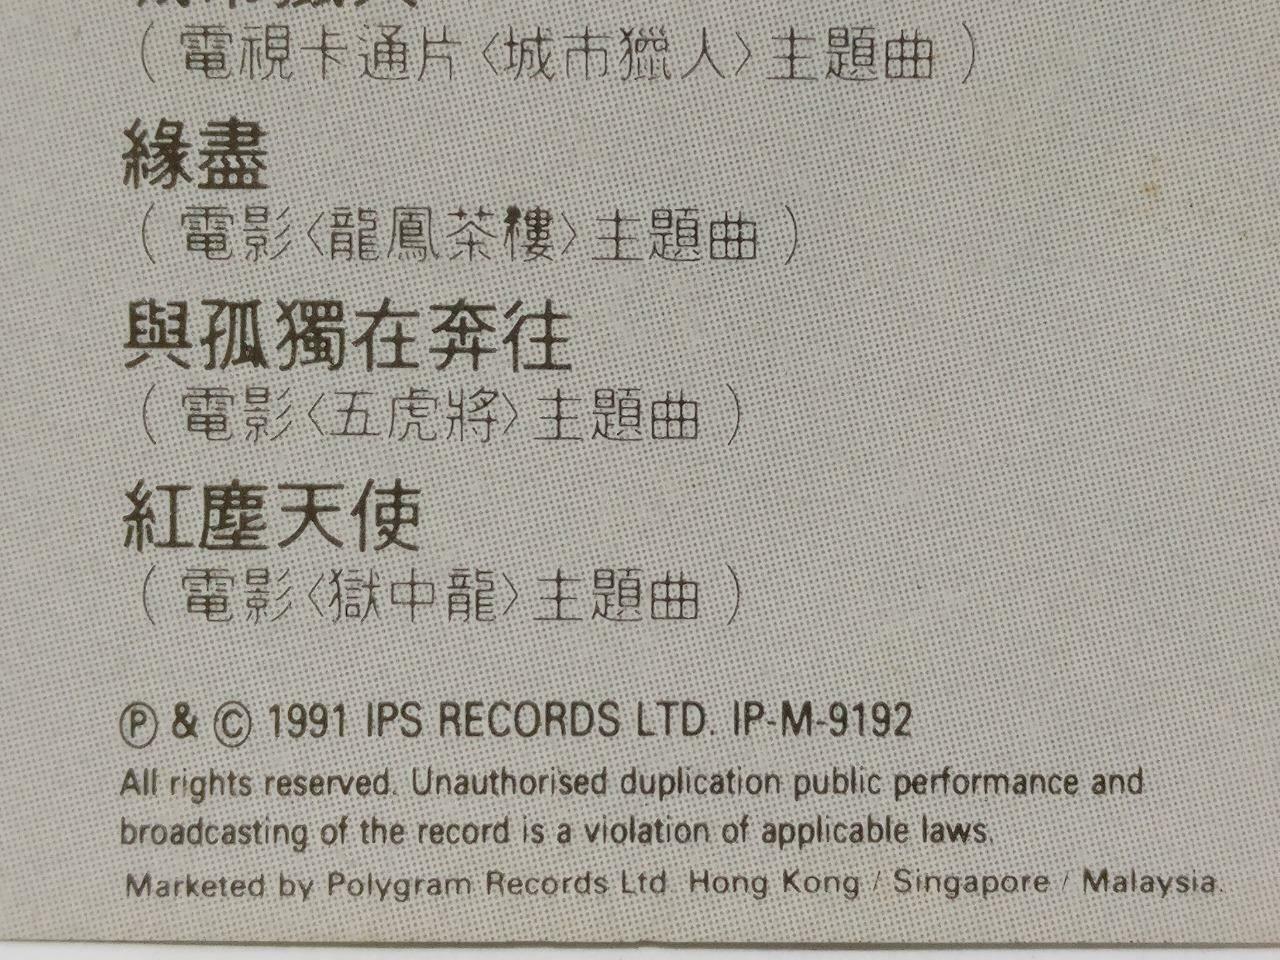 城市獵人
（電視卡通片〈城市獵人〉主題曲）
緣盡
（電影〈龍鳳茶樓〉主題曲）
與孤獨在奔往
（電影〈五虎將〉主題曲）
紅塵天使
（電影〈獄中龍〉主題曲）
Ⓟ & © 1991 IPS RECORDS LTD. IP-M-9192
All rights reserved. Unauthorised duplication public performance and
broadcasting of the record is a violation of applicable laws.
Marketed by Polygram Records Ltd. Hong Kong / Singapore / Malaysia.